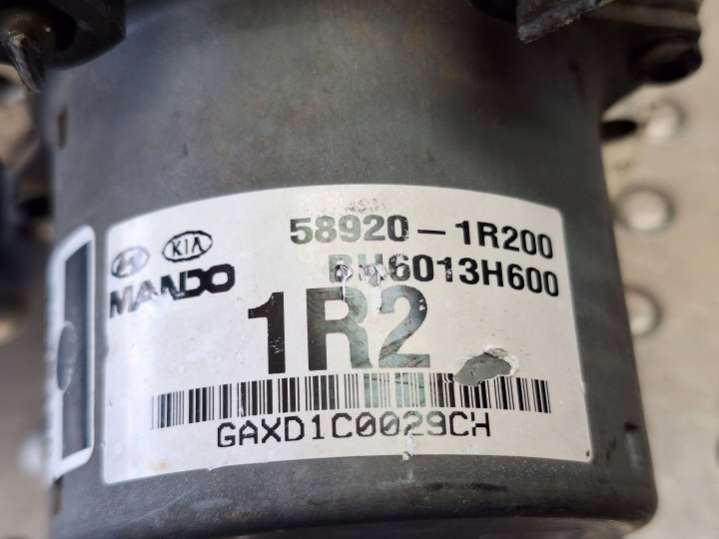 KIA
58920-1R200
MANDO
BH6013H600
1R2
GAXD1C0029CH